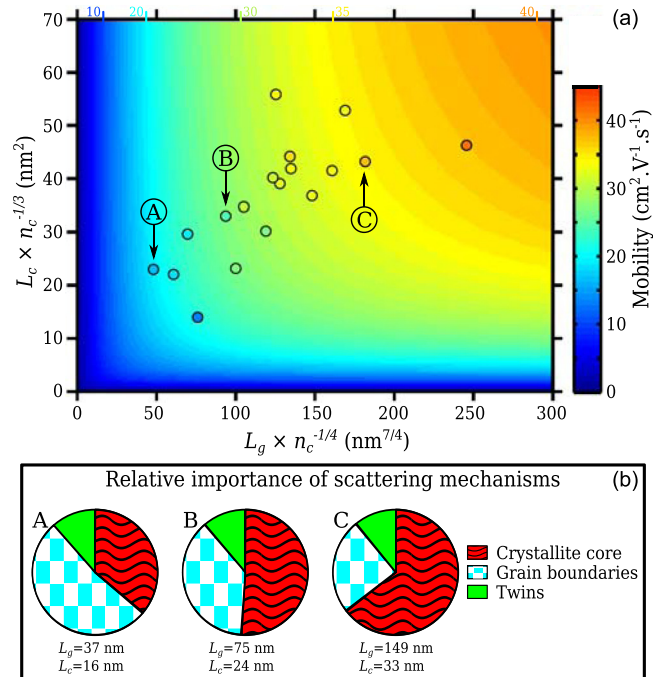 10 20 30 35 40
(a)
70
60
50
40
30
20
10
0
L_c × n_c^{-1/3} (nm²)
A
B
C
0 50 100 150 200 250 300
L_g × n_c^{-1/4} (nm^{7/4})
40
30
20
10
0
Mobility (cm².V⁻¹.s⁻¹)
Relative importance of scattering mechanisms (b)
A B C
Crystallite core
Grain boundaries
Twins
L_g=37 nm L_g=75 nm L_g=149 nm
L_c=16 nm L_c=24 nm L_c=33 nm